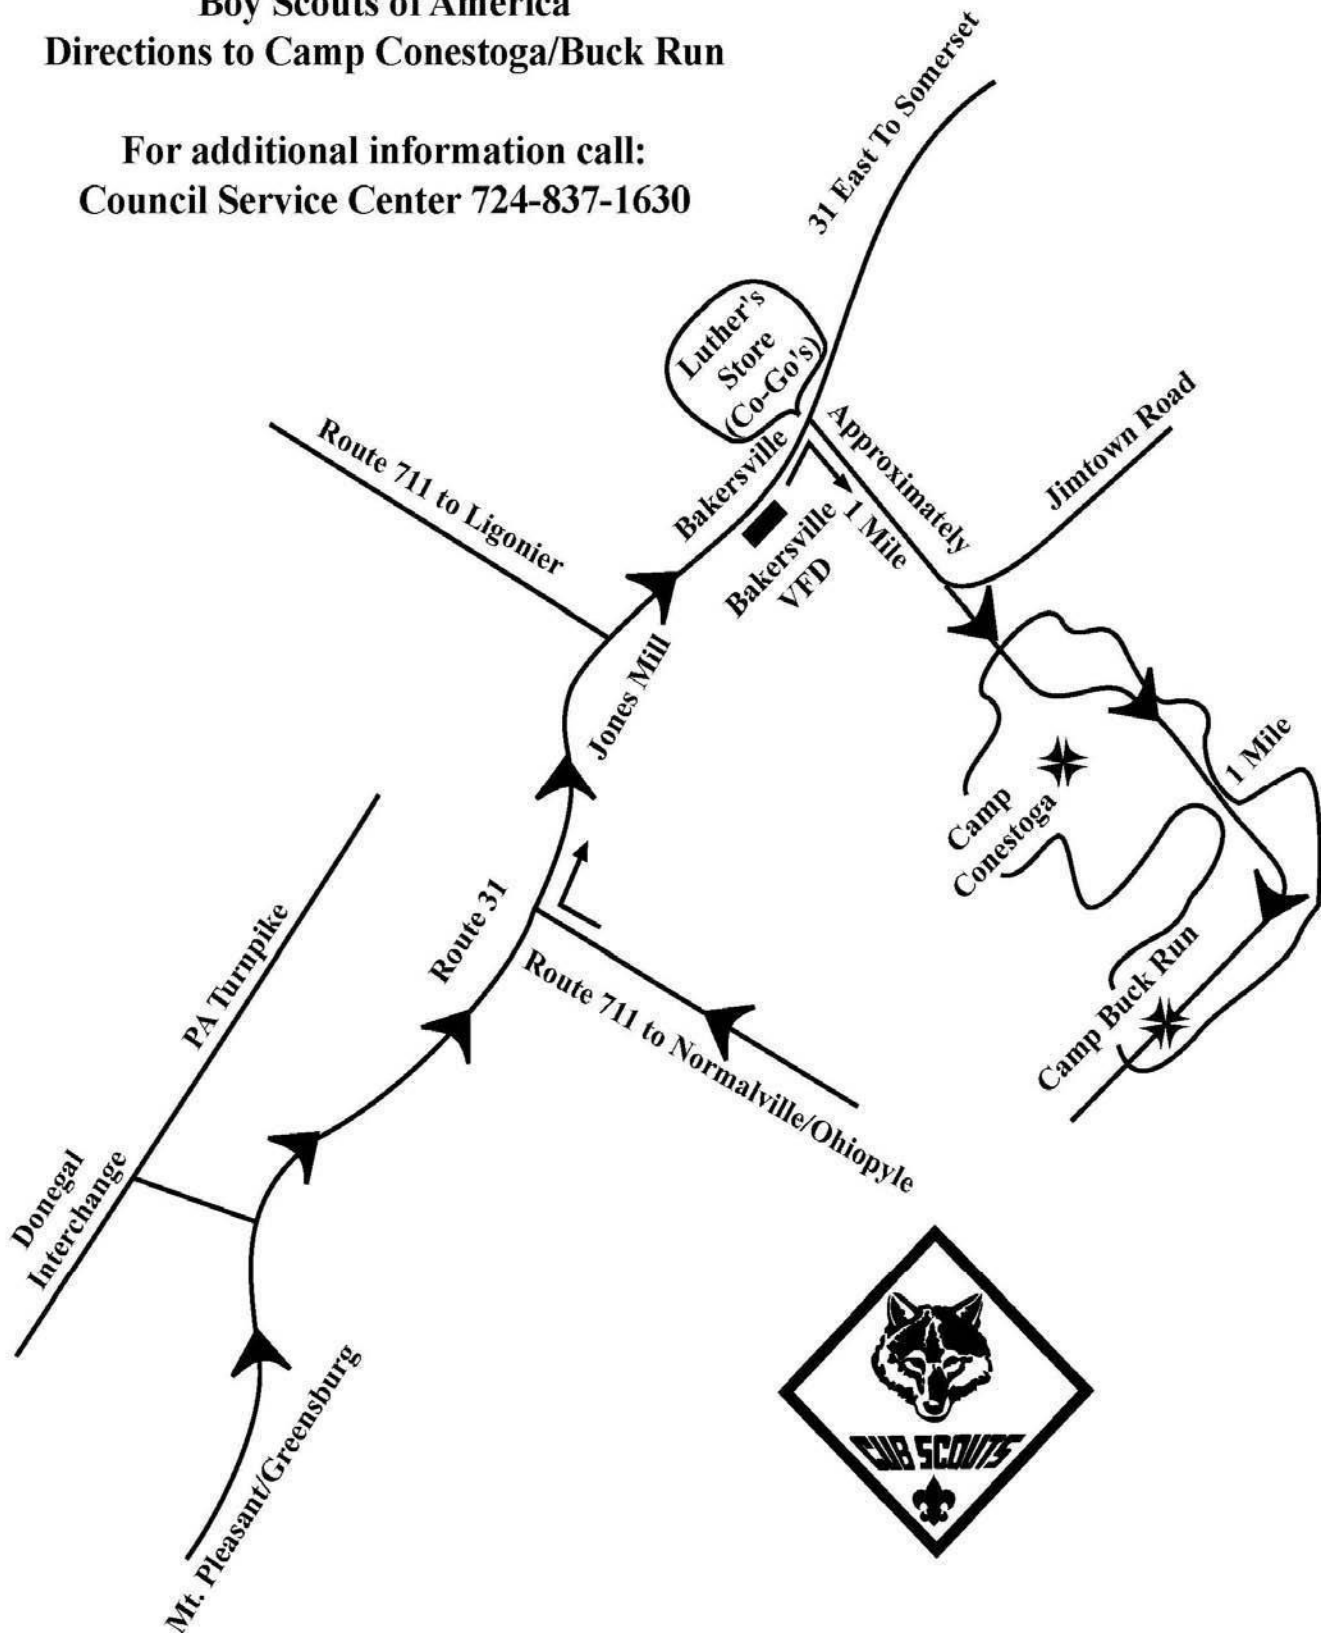 Boy Scouts of America
Directions to Camp Conestoga/Buck Run
For additional information call:
Council Service Center 724-837-1630
31 East To Somerset
Luther's
Store
(Co-Go's)
Approximately
1 Mile
Jimtown Road
Route 711 to Ligonier
Bakersville
Bakersville
VFD
Jones Mill
1 Mile
Camp
Conestoga
Route 31
PA Turnpike
Camp Buck Run
Route 711 to Normalville/Ohiopyle
Donegal
Interchange
Mt. Pleasant/Greensburg
CUB SCOUTS